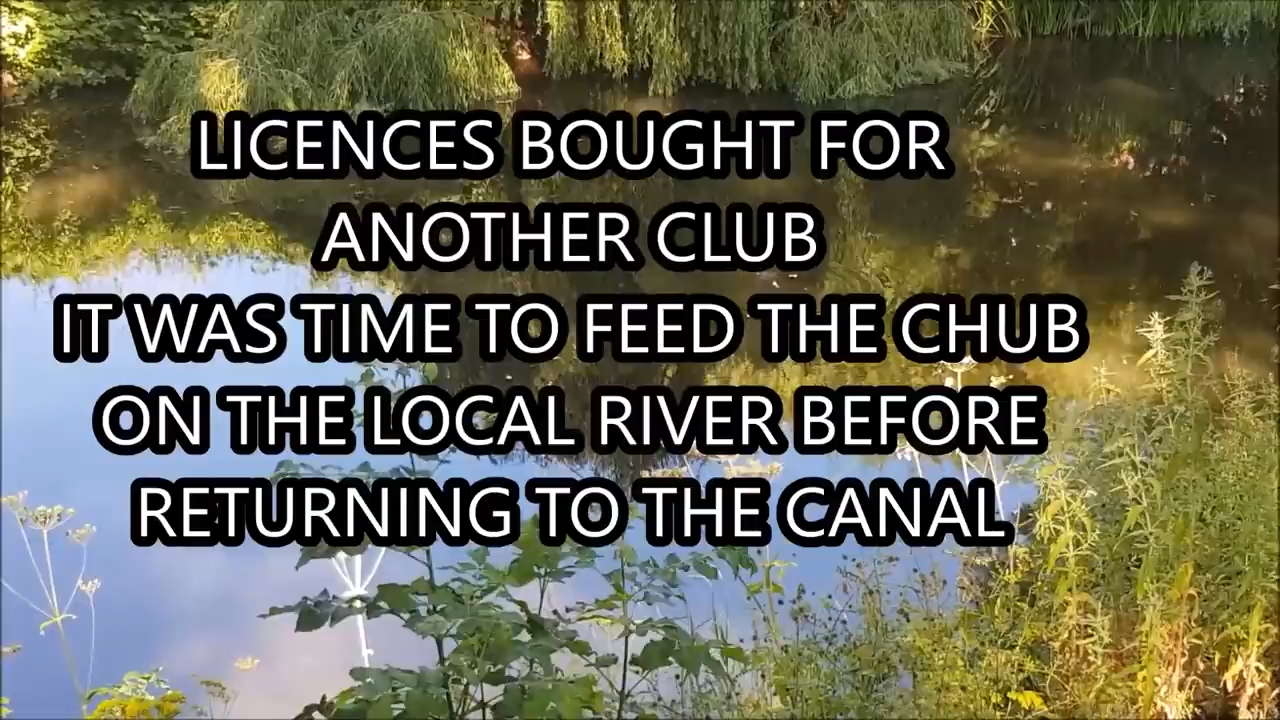 LICENCES BOUGHT FOR
ANOTHER CLUB
IT WAS TIME TO FEED THE CHUB
ON THE LOCAL RIVER BEFORE
RETURNING TO THE CANAL